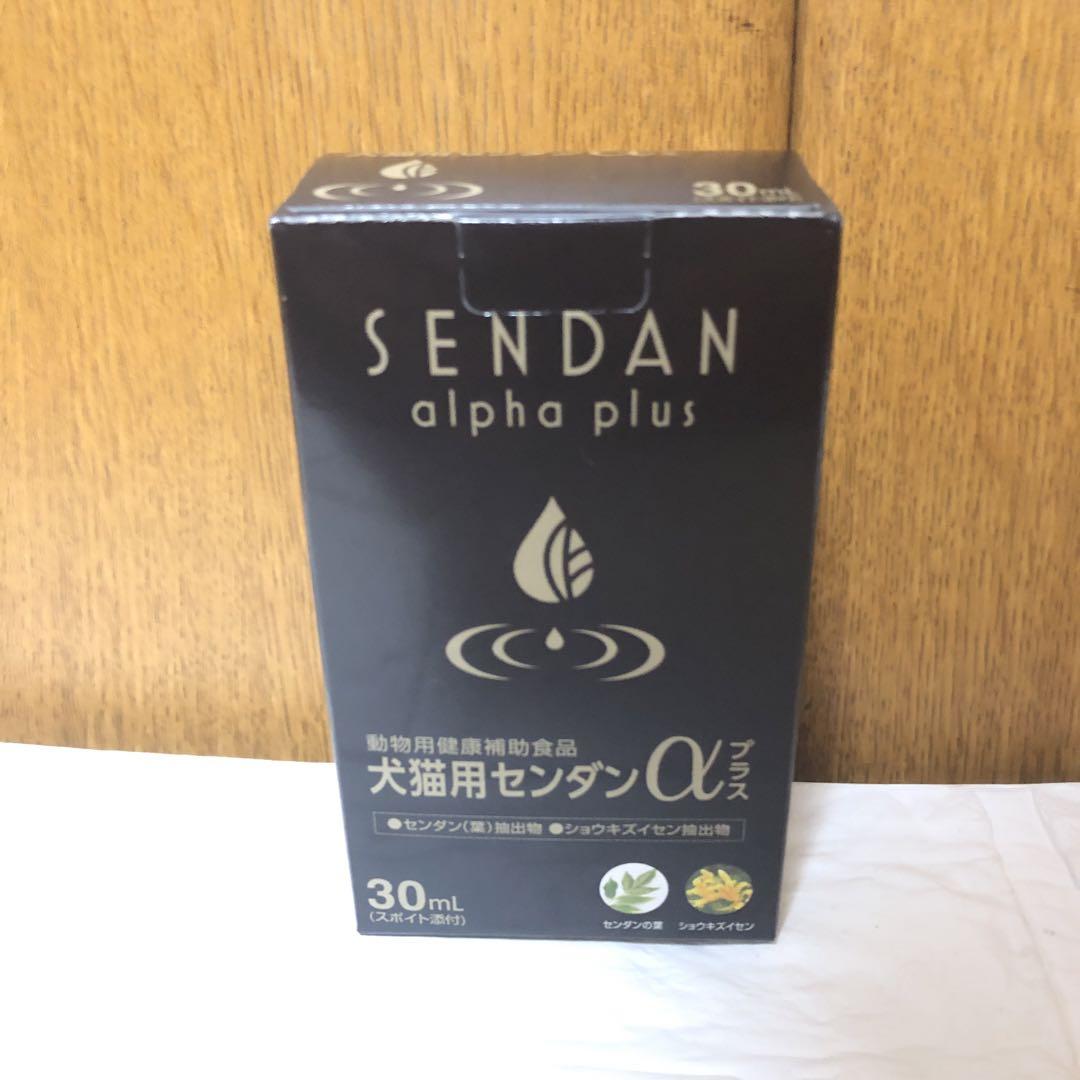 30mL
SENDAN
alpha plus
動物用健康補助食品
犬猫用センダンαプラス
●センダン(葉)抽出物 ●ショウキズイセン抽出物
30mL
(スポイト添付)
センダンの葉 ショウキズイセン